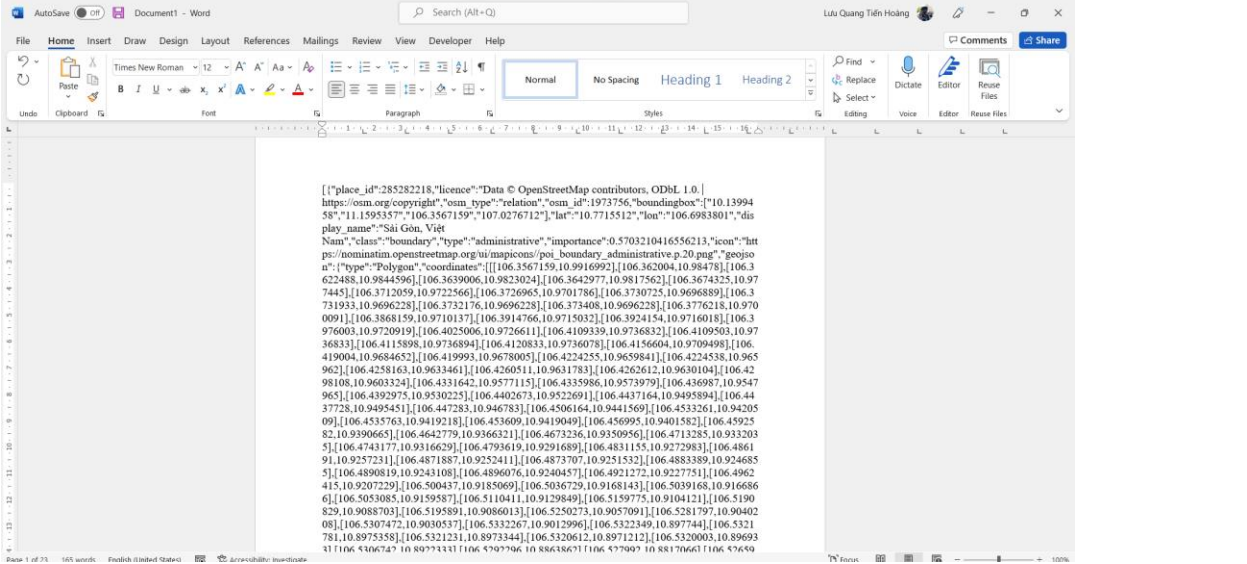 AutoSave Off Document1 - Word Search (Alt+Q) Lưu Quang Tiến Hoàng
File Home Insert Draw Design Layout References Mailings Review View Developer Help Comments Share
Times New Roman 12 Find
Paste Normal No Spacing Heading 1 Heading 2 Replace Dictate Editor Reuse Files
Select
Undo Clipboard Font Paragraph Styles Editing Voice Editor Reuse Files
[{"place_id":285282218,"licence":"Data © OpenStreetMap contributors, ODbL 1.0.
https://osm.org/copyright","osm_type":"relation","osm_id":1973756,"boundingbox":["10.13994
58","11.1595357","106.3567159","107.0276712"],"lat":"10.7715512","lon":"106.6983801","dis
play_name":"Sài Gòn, Việt
Nam","class":"boundary","type":"administrative","importance":0.5703210416556213,"icon":"htt
ps://nominatim.openstreetmap.org/ui/mapicons//poi_boundary_administrative.p.20.png","geojso
n":{"type":"Polygon","coordinates":[[[106.3567159,10.9916992],[106.362004,10.98478],[106.3
622488,10.9844596],[106.3639006,10.9823024],[106.3642977,10.9817562],[106.3674325,10.97
7445],[106.3712059,10.9722566],[106.3726965,10.9701786],[106.3730725,10.9696889],[106.3
731933,10.9696228],[106.3732176,10.9696228],[106.373408,10.9696228],[106.3776218,10.970
0091],[106.3868159,10.9710137],[106.3914766,10.9715032],[106.3924154,10.9716018],[106.3
976003,10.9720919],[106.4025006,10.9726611],[106.4109339,10.9736832],[106.4109503,10.97
36833],[106.4115898,10.9736894],[106.4120833,10.9736078],[106.4156604,10.9709498],[106.
419004,10.9684652],[106.419993,10.9678005],[106.4224255,10.9659841],[106.4224538,10.965
962],[106.4258163,10.9633461],[106.4260511,10.9631783],[106.4262612,10.9630104],[106.42
98108,10.9603324],[106.4331642,10.9577115],[106.4335986,10.9573979],[106.436987,10.9547
965],[106.4392975,10.9530225],[106.4402673,10.9522691],[106.4437164,10.9495894],[106.44
37728,10.9495451],[106.447283,10.946783],[106.4506164,10.9441569],[106.4533261,10.94205
09],[106.4535763,10.9419218],[106.453609,10.9419049],[106.456995,10.9401582],[106.45925
82,10.9390665],[106.4642779,10.9366321],[106.4673236,10.9350956],[106.4713285,10.933203
5],[106.4743177,10.9316629],[106.4793619,10.9291689],[106.4831155,10.9272983],[106.4861
91,10.9257231],[106.4871887,10.9252411],[106.4873707,10.9251532],[106.4883389,10.924685
5],[106.4890819,10.9243108],[106.4896076,10.9240457],[106.4921272,10.9227751],[106.4962
415,10.9207229],[106.500437,10.9185069],[106.5036729,10.9168143],[106.5039168,10.916686
6],[106.5053085,10.9159587],[106.5110411,10.9129849],[106.5159775,10.9104121],[106.5190
829,10.9088703],[106.5195891,10.9086013],[106.5250273,10.9057091],[106.5281797,10.90402
08],[106.5307472,10.9030537],[106.5332267,10.9012996],[106.5322349,10.897744],[106.5321
781,10.8975358],[106.5321231,10.8973344],[106.5320612,10.8971212],[106.5320003,10.89693
3],[106.5306742,10.8922333],[106.5292296,10.8863862],[106.527992,10.8817066],[106.52659
Page 1 of 23 165 words English (United States) Accessibility: Investigate Focus 100%